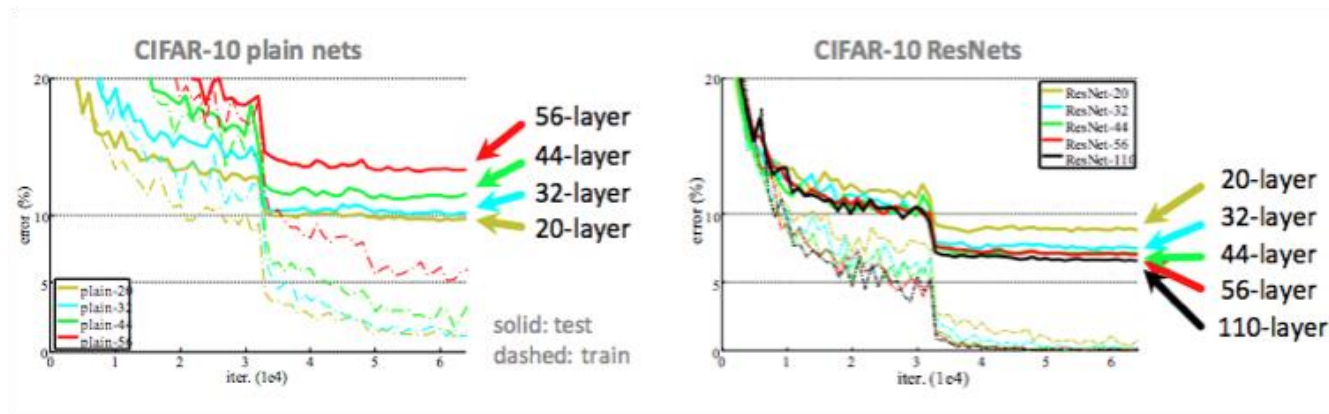 CIFAR-10 plain nets
20
10
5
0
0 1 2 3 4 5 6
error (%)
iter. (1e4)
plain-20
plain-32
plain-44
plain-56
56-layer
44-layer
32-layer
20-layer
solid: test
dashed: train
CIFAR-10 ResNets
20
10
5
0
0 1 2 3 4 5 6
error (%)
iter. (1e4)
ResNet-20
ResNet-32
ResNet-44
ResNet-56
ResNet-110
20-layer
32-layer
44-layer
56-layer
110-layer